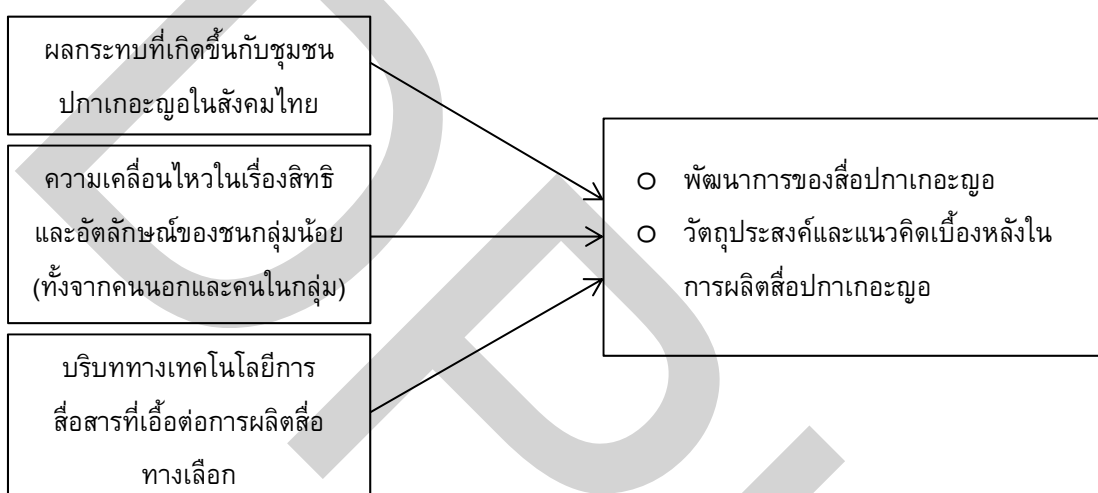 ผลกระทบที่เกิดขึ้นกับชุมชน
ปกาเกอะญอในสังคมไทย
ความเคลื่อนไหวในเรื่องสิทธิ
และอัตลักษณ์ของชนกลุ่มน้อย
(ทั้งจากคนนอกและคนในกลุ่ม)
บริบททางเทคโนโลยีการ
สื่อสารที่เอื้อต่อการผลิตสื่อ
ทางเลือก
o พัฒนาการของสื่อปกาเกอะญอ
o วัตถุประสงค์และแนวคิดเบื้องหลังใน
การผลิตสื่อปกาเกอะญอ